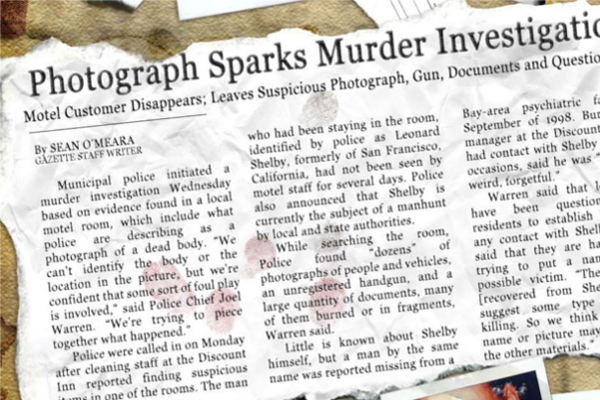 Photograph Sparks Murder Investigatio
Motel Customer Disappears; Leaves Suspicious Photograph, Gun, Documents and Questio
By SEAN O'MEARA
GAZETTE STAFF WRITER
Municipal police initiated a
murder investigation Wednesday
based on evidence found in a local
motel room, which include what
police are describing as a
photograph of a dead body. "We
can't identify the body or the
location in the picture, but we're
confident that some sort of foul play
is involved," said Police Chief Joel
Warren. "We're trying to piece
together what happened."
Police were called in on Monday
after cleaning staff at the Discount
Inn reported finding suspicious
items in one of the rooms. The man
who had been staying in the room,
identified by police as Leonard
Shelby, formerly of San Francisco,
California, had not been seen by
motel staff for several days. Police
also announced that Shelby is
currently the subject of a manhunt
by local and state authorities.
While searching the room,
Police found "dozens" of
photographs of people and vehicles,
an unregistered handgun, and a
large quantity of documents, many
of them burned or in fragments,
Warren said.
Little is known about Shelby
himself, but a man by the same
name was reported missing from a
Bay-area psychiatric fa
September of 1998. Bur
manager at the Discount
had contact with Shelby
occasions, said he was "
weird, forgetful."
Warren said that l
have been question
residents to establish
any contact with Shell
said that they are ha
trying to put a nam
possible victim. "The
[recovered from She
suggest some type
killing. So we think
name or picture may
the other materials."